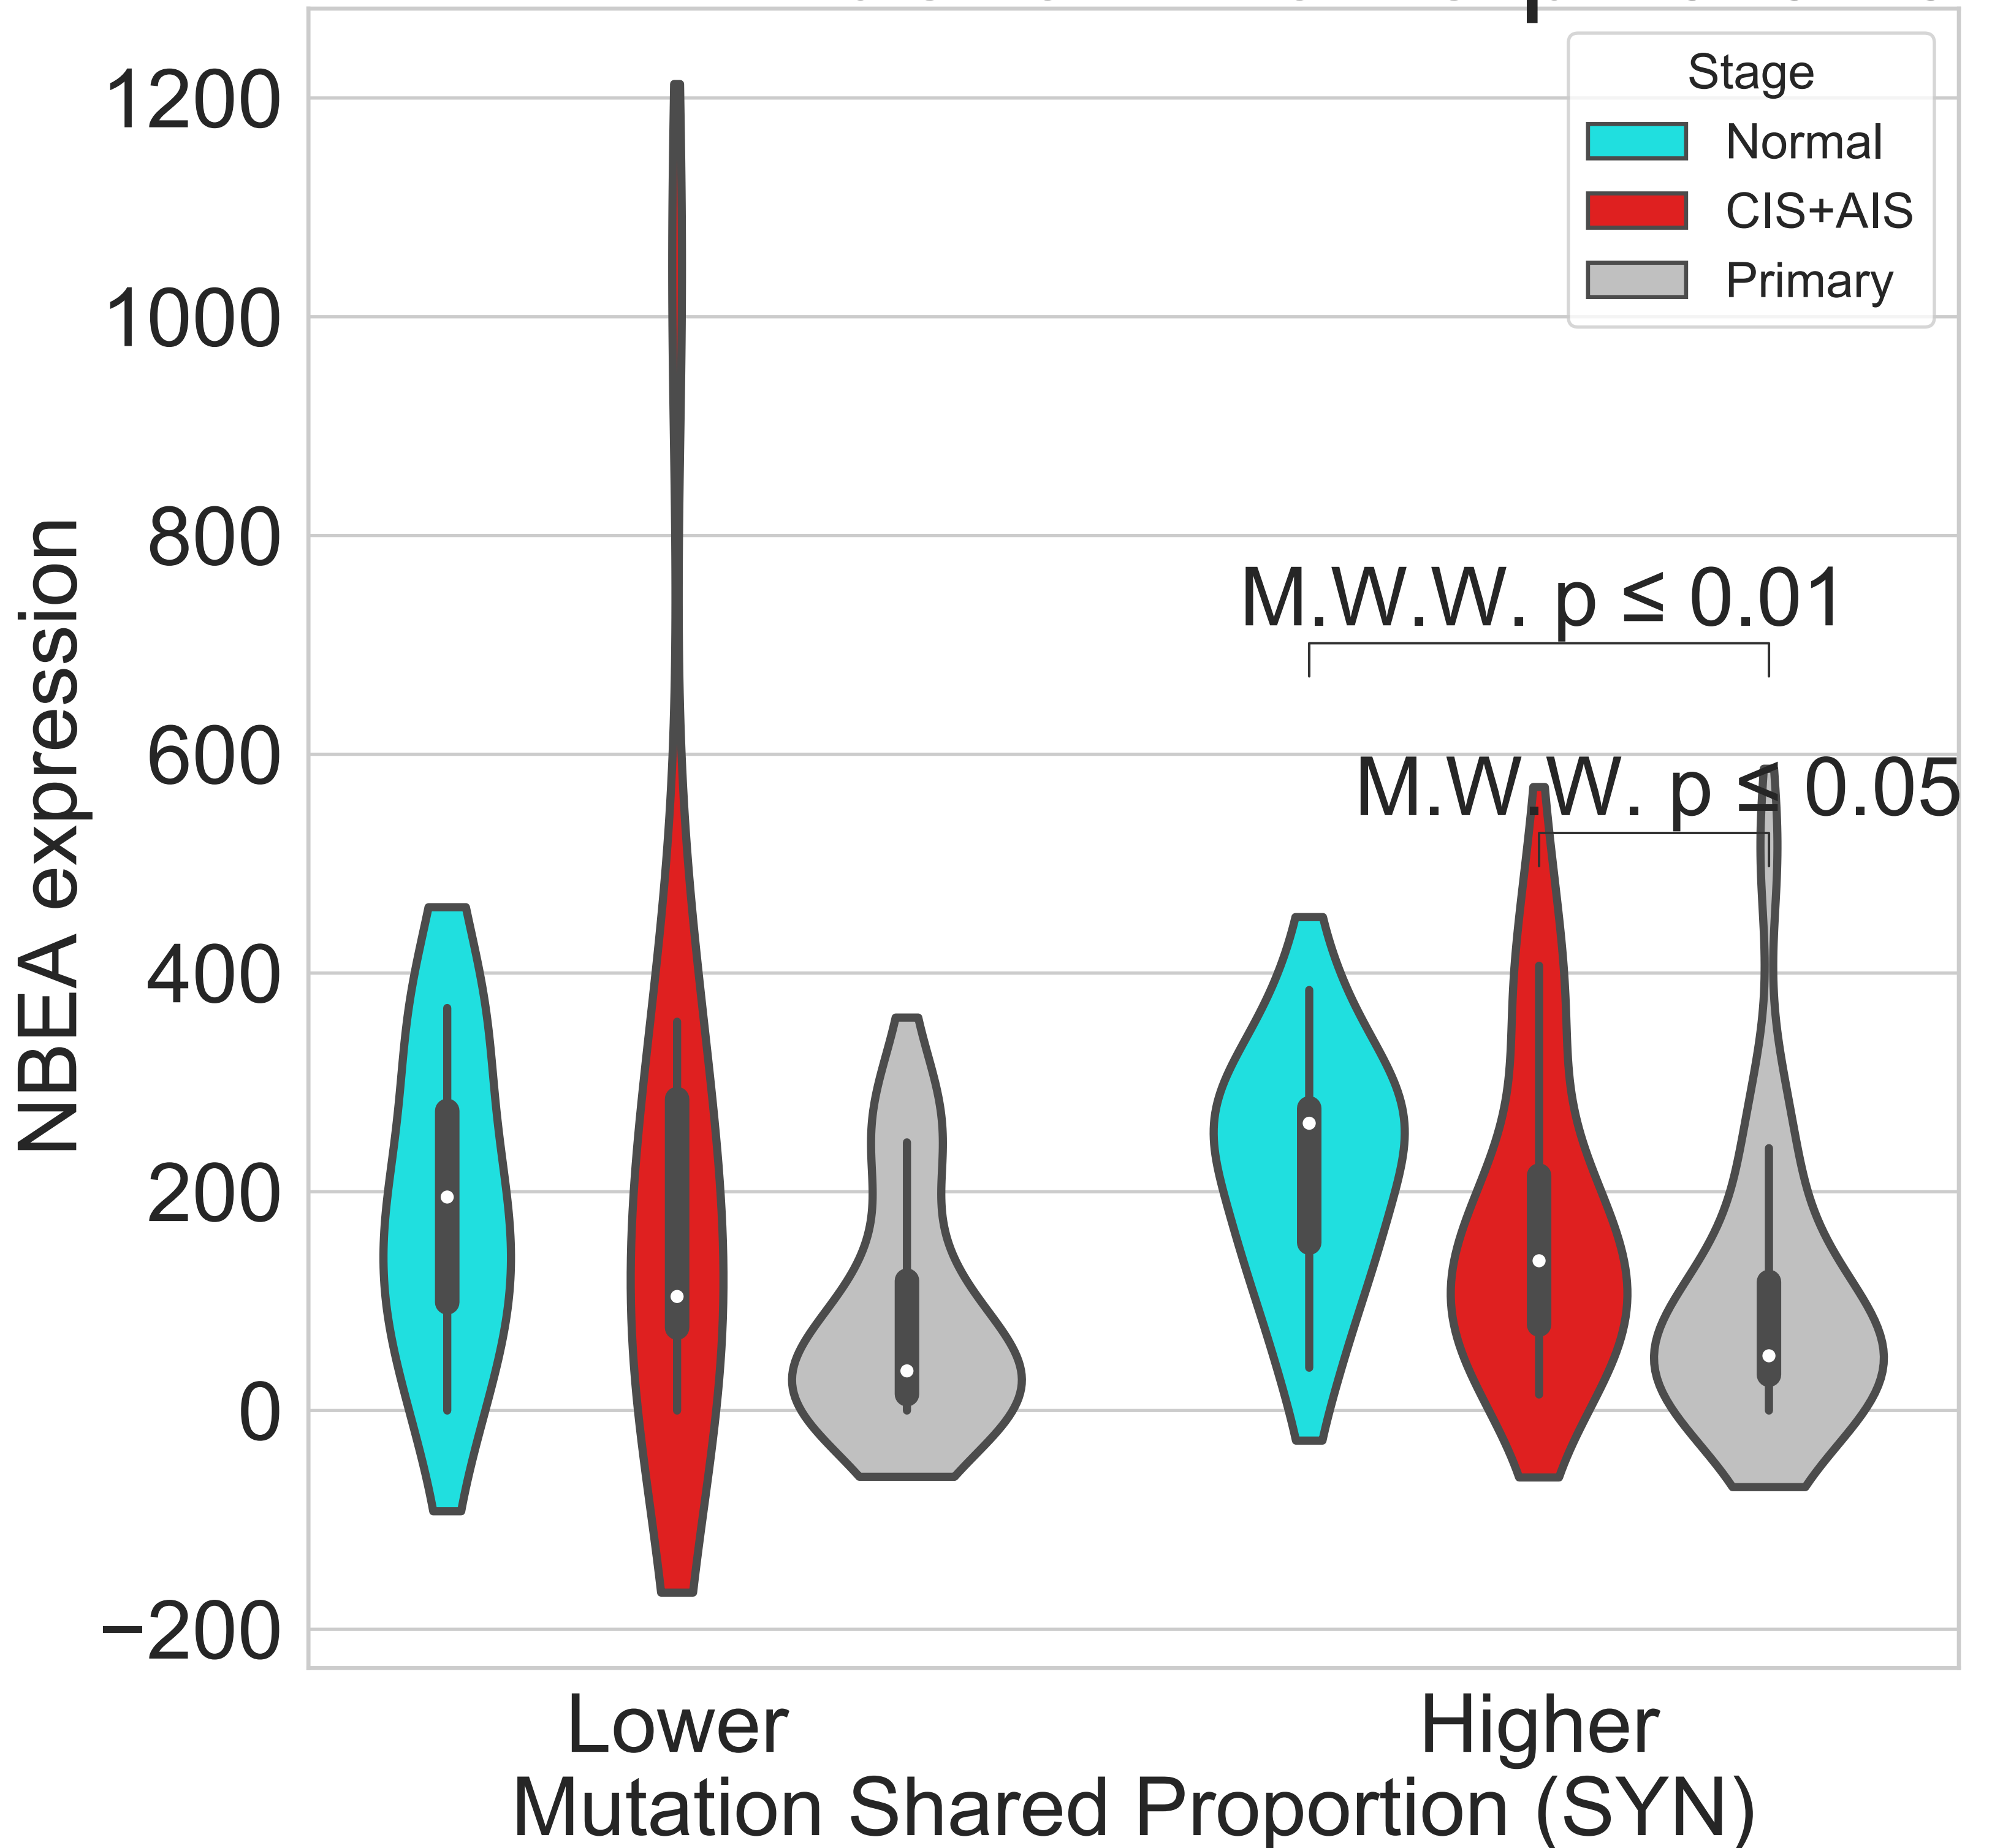 Stage
Normal
CIS+AIS
Primary
1200
1000
800
600
400
200
0
−200
NBEA expression
M.W.W. p ≤ 0.01
M.W.W. p ≤ 0.05
Lower
Higher
Mutation Shared Proportion (SYN)